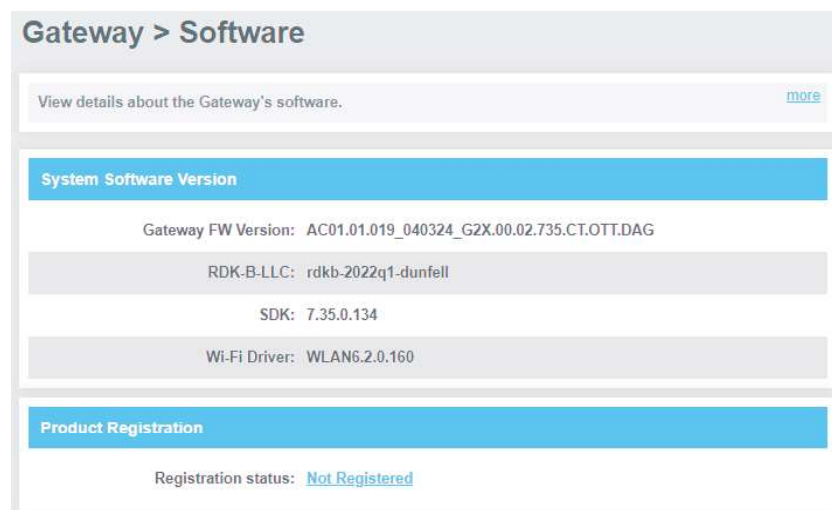 Gateway > Software
View details about the Gateway's software. more
System Software Version
Gateway FW Version: AC01.01.019_040324_G2X.00.02.735.CT.OTT.DAG
RDK-B-LLC: rdkb-2022q1-dunfell
SDK: 7.35.0.134
Wi-Fi Driver: WLAN6.2.0.160
Product Registration
Registration status: Not Registered